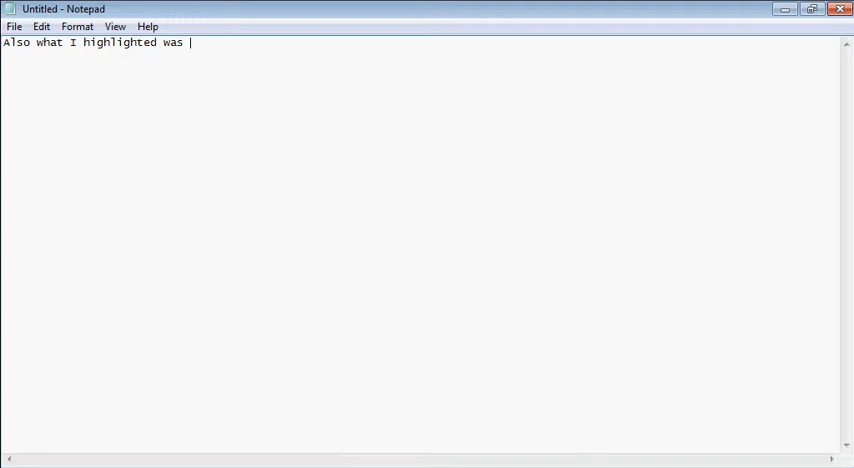 Untitled - Notepad
File Edit Format View Help
Also what I highlighted was